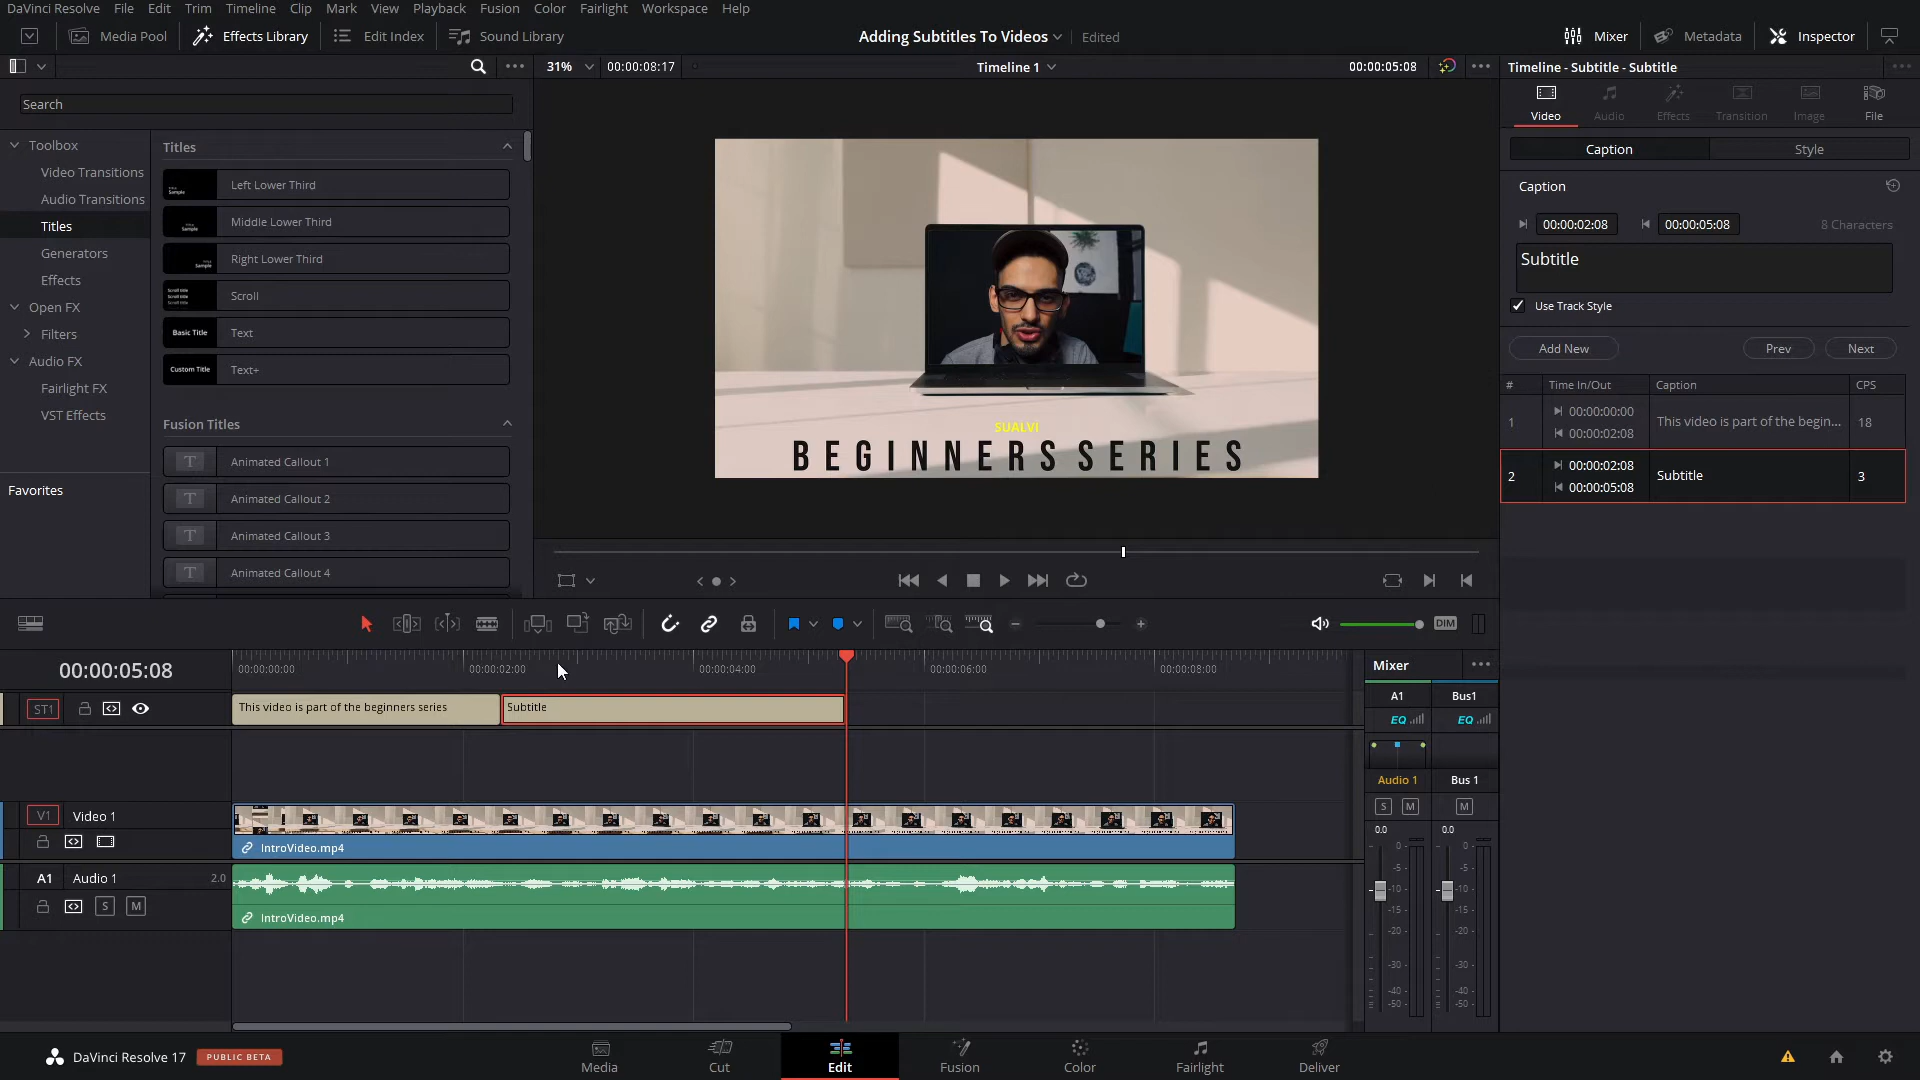 DaVinci Resolve File Edit Trim Timeline Clip Mark View Playback Fusion Color Fairlight Workspace Help
Media Pool Effects Library Edit Index Sound Library
Adding Subtitles To Videos Edited
Mixer Metadata Inspector
31% 00:00:08:17 Timeline 1 00:00:05:08
Timeline - Subtitle - Subtitle
Search
Toolbox
Video Transitions
Audio Transitions
Titles
Generators
Effects
Open FX
Filters
Audio FX
Fairlight FX
VST Effects
Favorites
Titles
Left Lower Third
Middle Lower Third
Right Lower Third
Scroll
Basic Title Text
Custom Title Text+
Fusion Titles
T Animated Callout 1
T Animated Callout 2
T Animated Callout 3
T Animated Callout 4
SUALVI
BEGINNERS SERIES
Video Audio Effects Transition Image File
Caption Style
Caption
00:00:02:08 00:00:05:08 8 Characters
Subtitle
Use Track Style
Add New Prev Next
# Time In/Out Caption CPS
1 00:00:00:00 This video is part of the begin... 18
00:00:02:08
2 00:00:02:08 Subtitle 3
00:00:05:08
DIM
00:00:05:08
00:00:00:00 00:00:02:00 00:00:04:00 00:00:06:00 00:00:08:00
ST1 This video is part of the beginners series Subtitle
V1 Video 1
IntroVideo.mp4
A1 Audio 1 2.0
S M
IntroVideo.mp4
Mixer
A1 Bus1
EQ EQ
Audio 1 Bus 1
S M M
0.0 0.0
0- 0-
-5- -5-
-10- -10-
-15- -15-
-20- -20-
-30- -30-
-40- -40-
-50- -50-
DaVinci Resolve 17 PUBLIC BETA
Media Cut Edit Fusion Color Fairlight Deliver